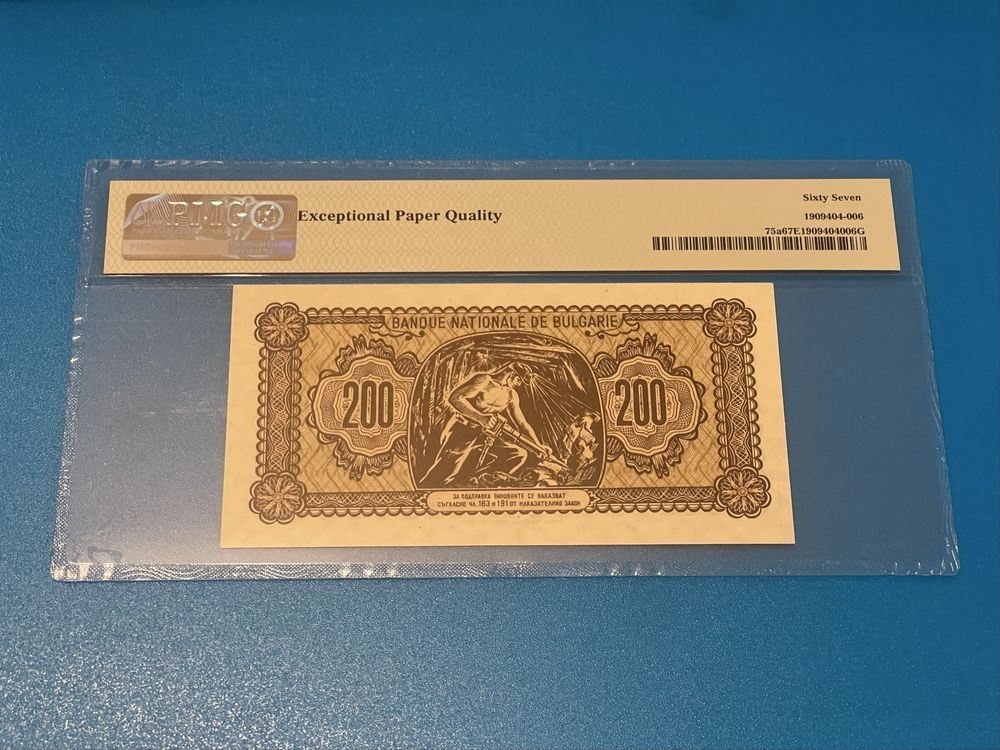 PMG
Exceptional Paper Quality
Sixty Seven
1909404-006
75a67E1909404006G
BANQUE NATIONALE DE BULGARIE
200
200
ЗА ПОДПРАВКА ВИНОВНИТЕ СЕ НАКАЗВАТ
СЪГЛАСНО ЧЛ. 183 И 191 ОТ НАКАЗАТЕЛНИЯ ЗАКОН